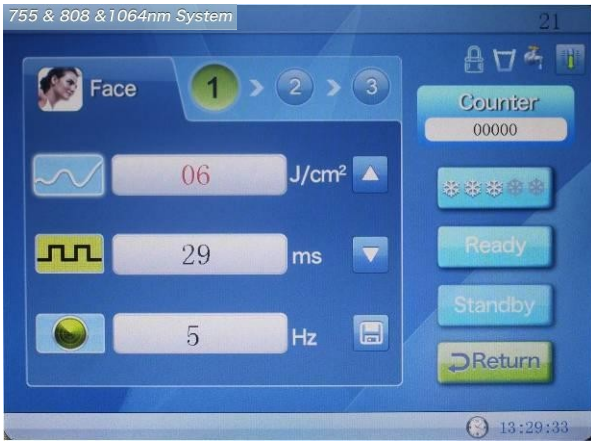 755 & 808 &1064nm System
21
Face
1 > 2 > 3
Counter
00000
06 J/cm²
29 ms
Ready
5 Hz
Standby
Return
13:29:33